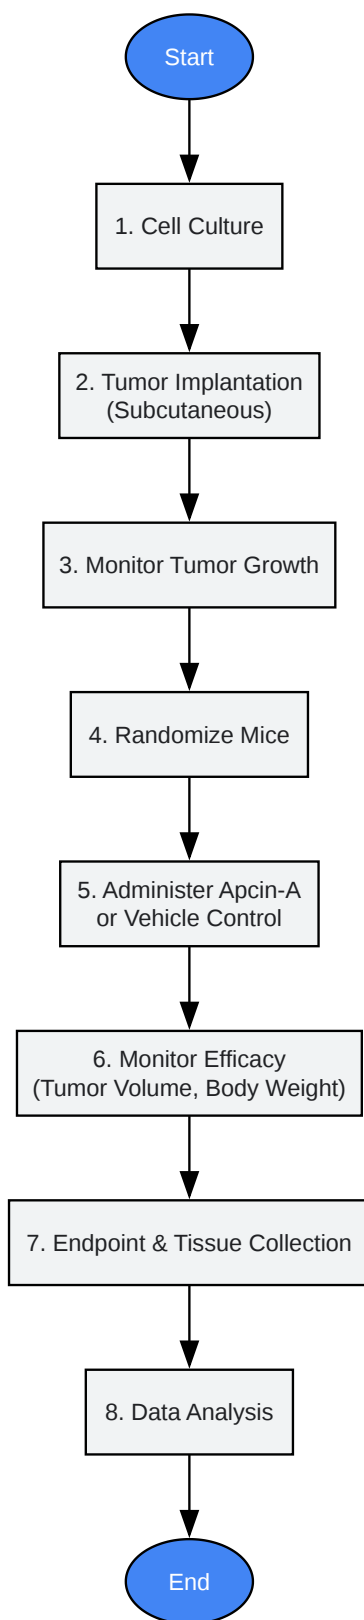 Start
1. Cell Culture
2. Tumor Implantation
(Subcutaneous)
3. Monitor Tumor Growth
4. Randomize Mice
5. Administer Apcin-A
or Vehicle Control
6. Monitor Efficacy
(Tumor Volume, Body Weight)
7. Endpoint & Tissue Collection
8. Data Analysis
End